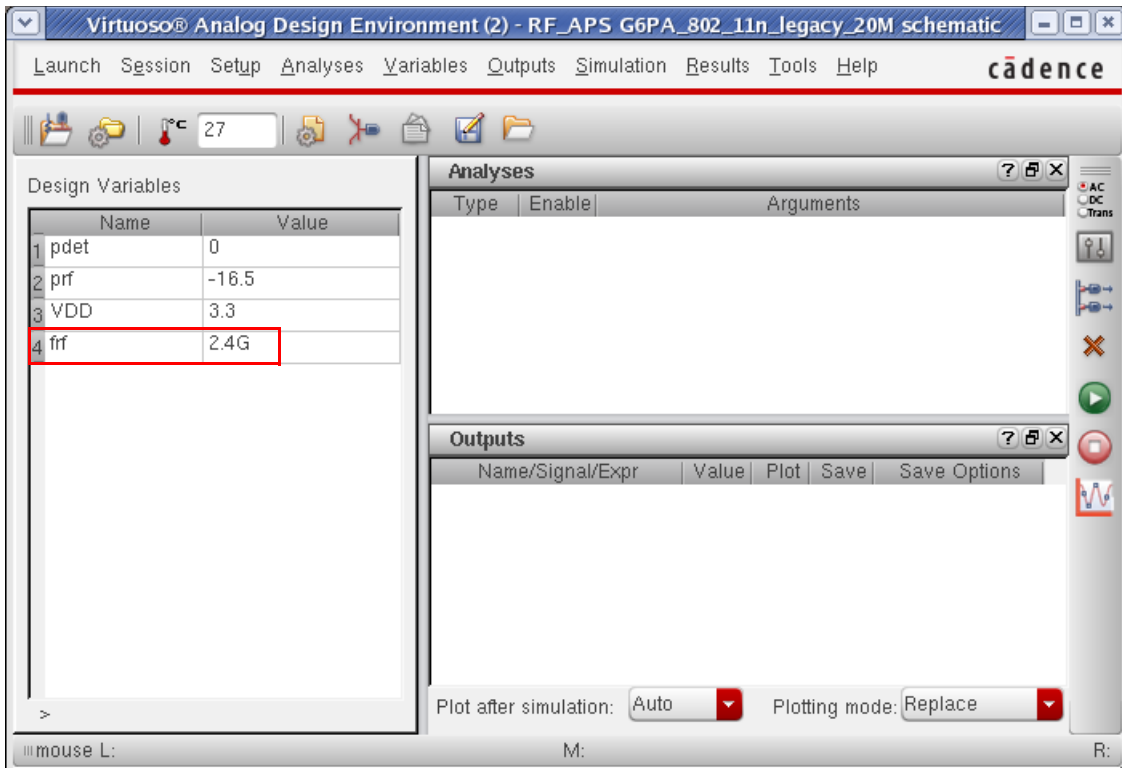 Virtuoso® Analog Design Environment (2) - RF_APS G6PA_802_11n_legacy_20M schematic
Launch Session Setup Analyses Variables Outputs Simulation Results Tools Help cādence
°C 27
Design Variables
Name Value
1 pdet 0
2 prf -16.5
3 VDD 3.3
4 frf 2.4G
>
Analyses
Type Enable Arguments
AC
DC
Trans
Outputs
Name/Signal/Expr Value Plot Save Save Options
Plot after simulation: Auto Plotting mode: Replace
mouse L: M: R: